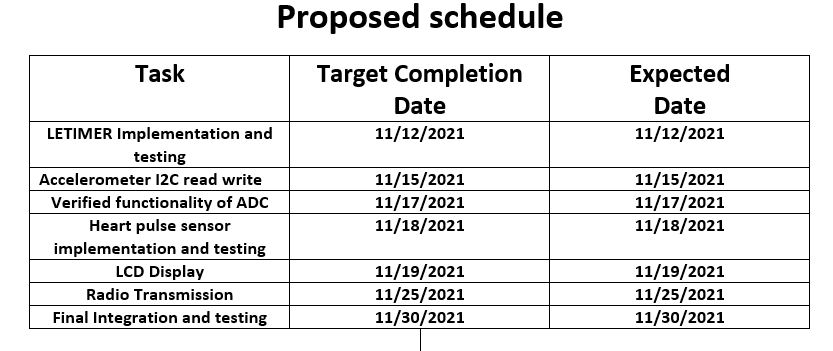 Proposed schedule
Task Target Completion Expected
Date Date
LETIMER Implementation and 11/12/2021 11/12/2021
testing
Accelerometer I2C read write 11/15/2021 11/15/2021
Verified functionality of ADC 11/17/2021 11/17/2021
Heart pulse sensor 11/18/2021 11/18/2021
implementation and testing
LCD Display 11/19/2021 11/19/2021
Radio Transmission 11/25/2021 11/25/2021
Final Integration and testing 11/30/2021 11/30/2021